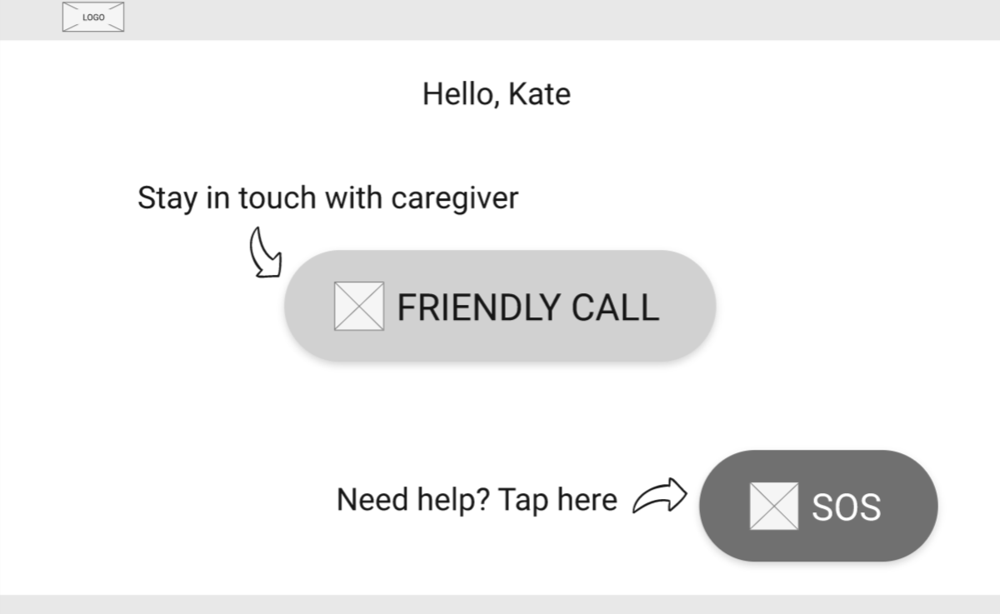 LOGO
Hello, Kate
Stay in touch with caregiver
FRIENDLY CALL
Need help? Tap here
SOS